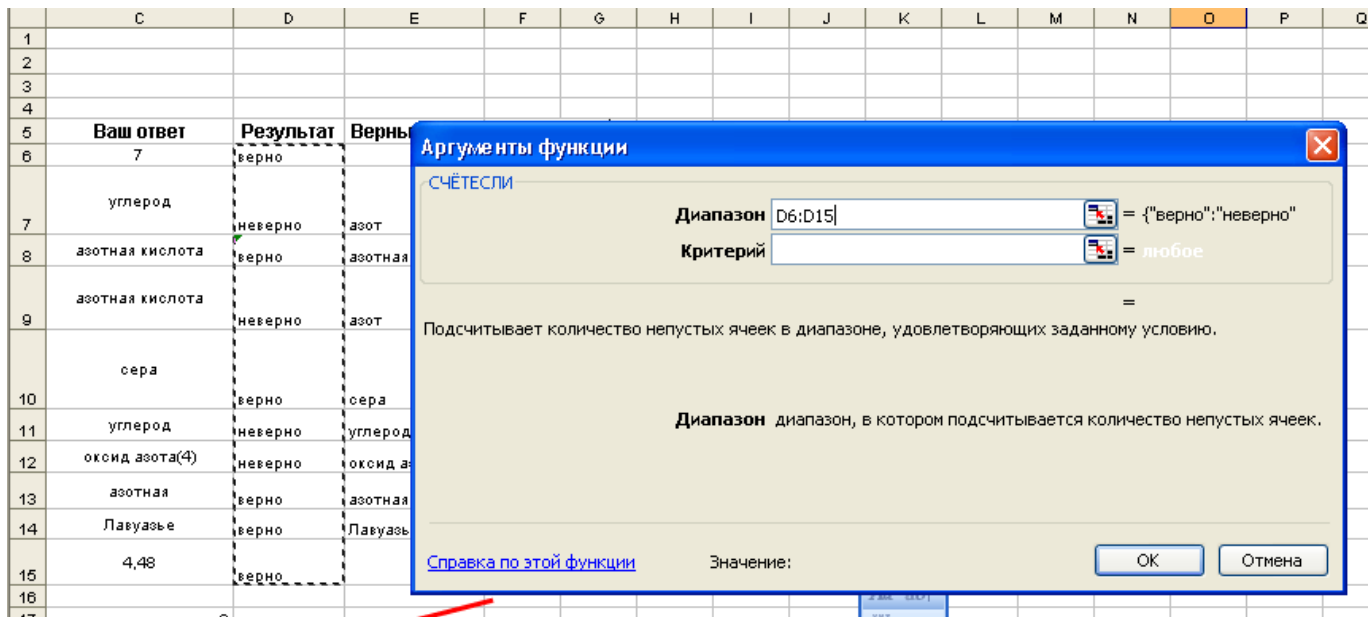 C D E F G H I J K L M N O P Q
1
2
3
4
5 Ваш ответ Результат Верны
6 7 верно
7 углерод неверно азот
8 азотная кислота верно азотная
9 азотная кислота неверно азот
10 сера верно сера
11 углерод неверно углерод
12 оксид азота(4) неверно оксид аз
13 азотная верно азотная
14 Лавуазье верно Лавуазь
15 4,48 верно
16
Аргументы функции
СЧЁТЕСЛИ
Диапазон D6:D15 = {"верно":"неверно"
Критерий = любое
=
Подсчитывает количество непустых ячеек в диапазоне, удовлетворяющих заданному условию.
Диапазон диапазон, в котором подсчитывается количество непустых ячеек.
Справка по этой функции Значение: ОК Отмена